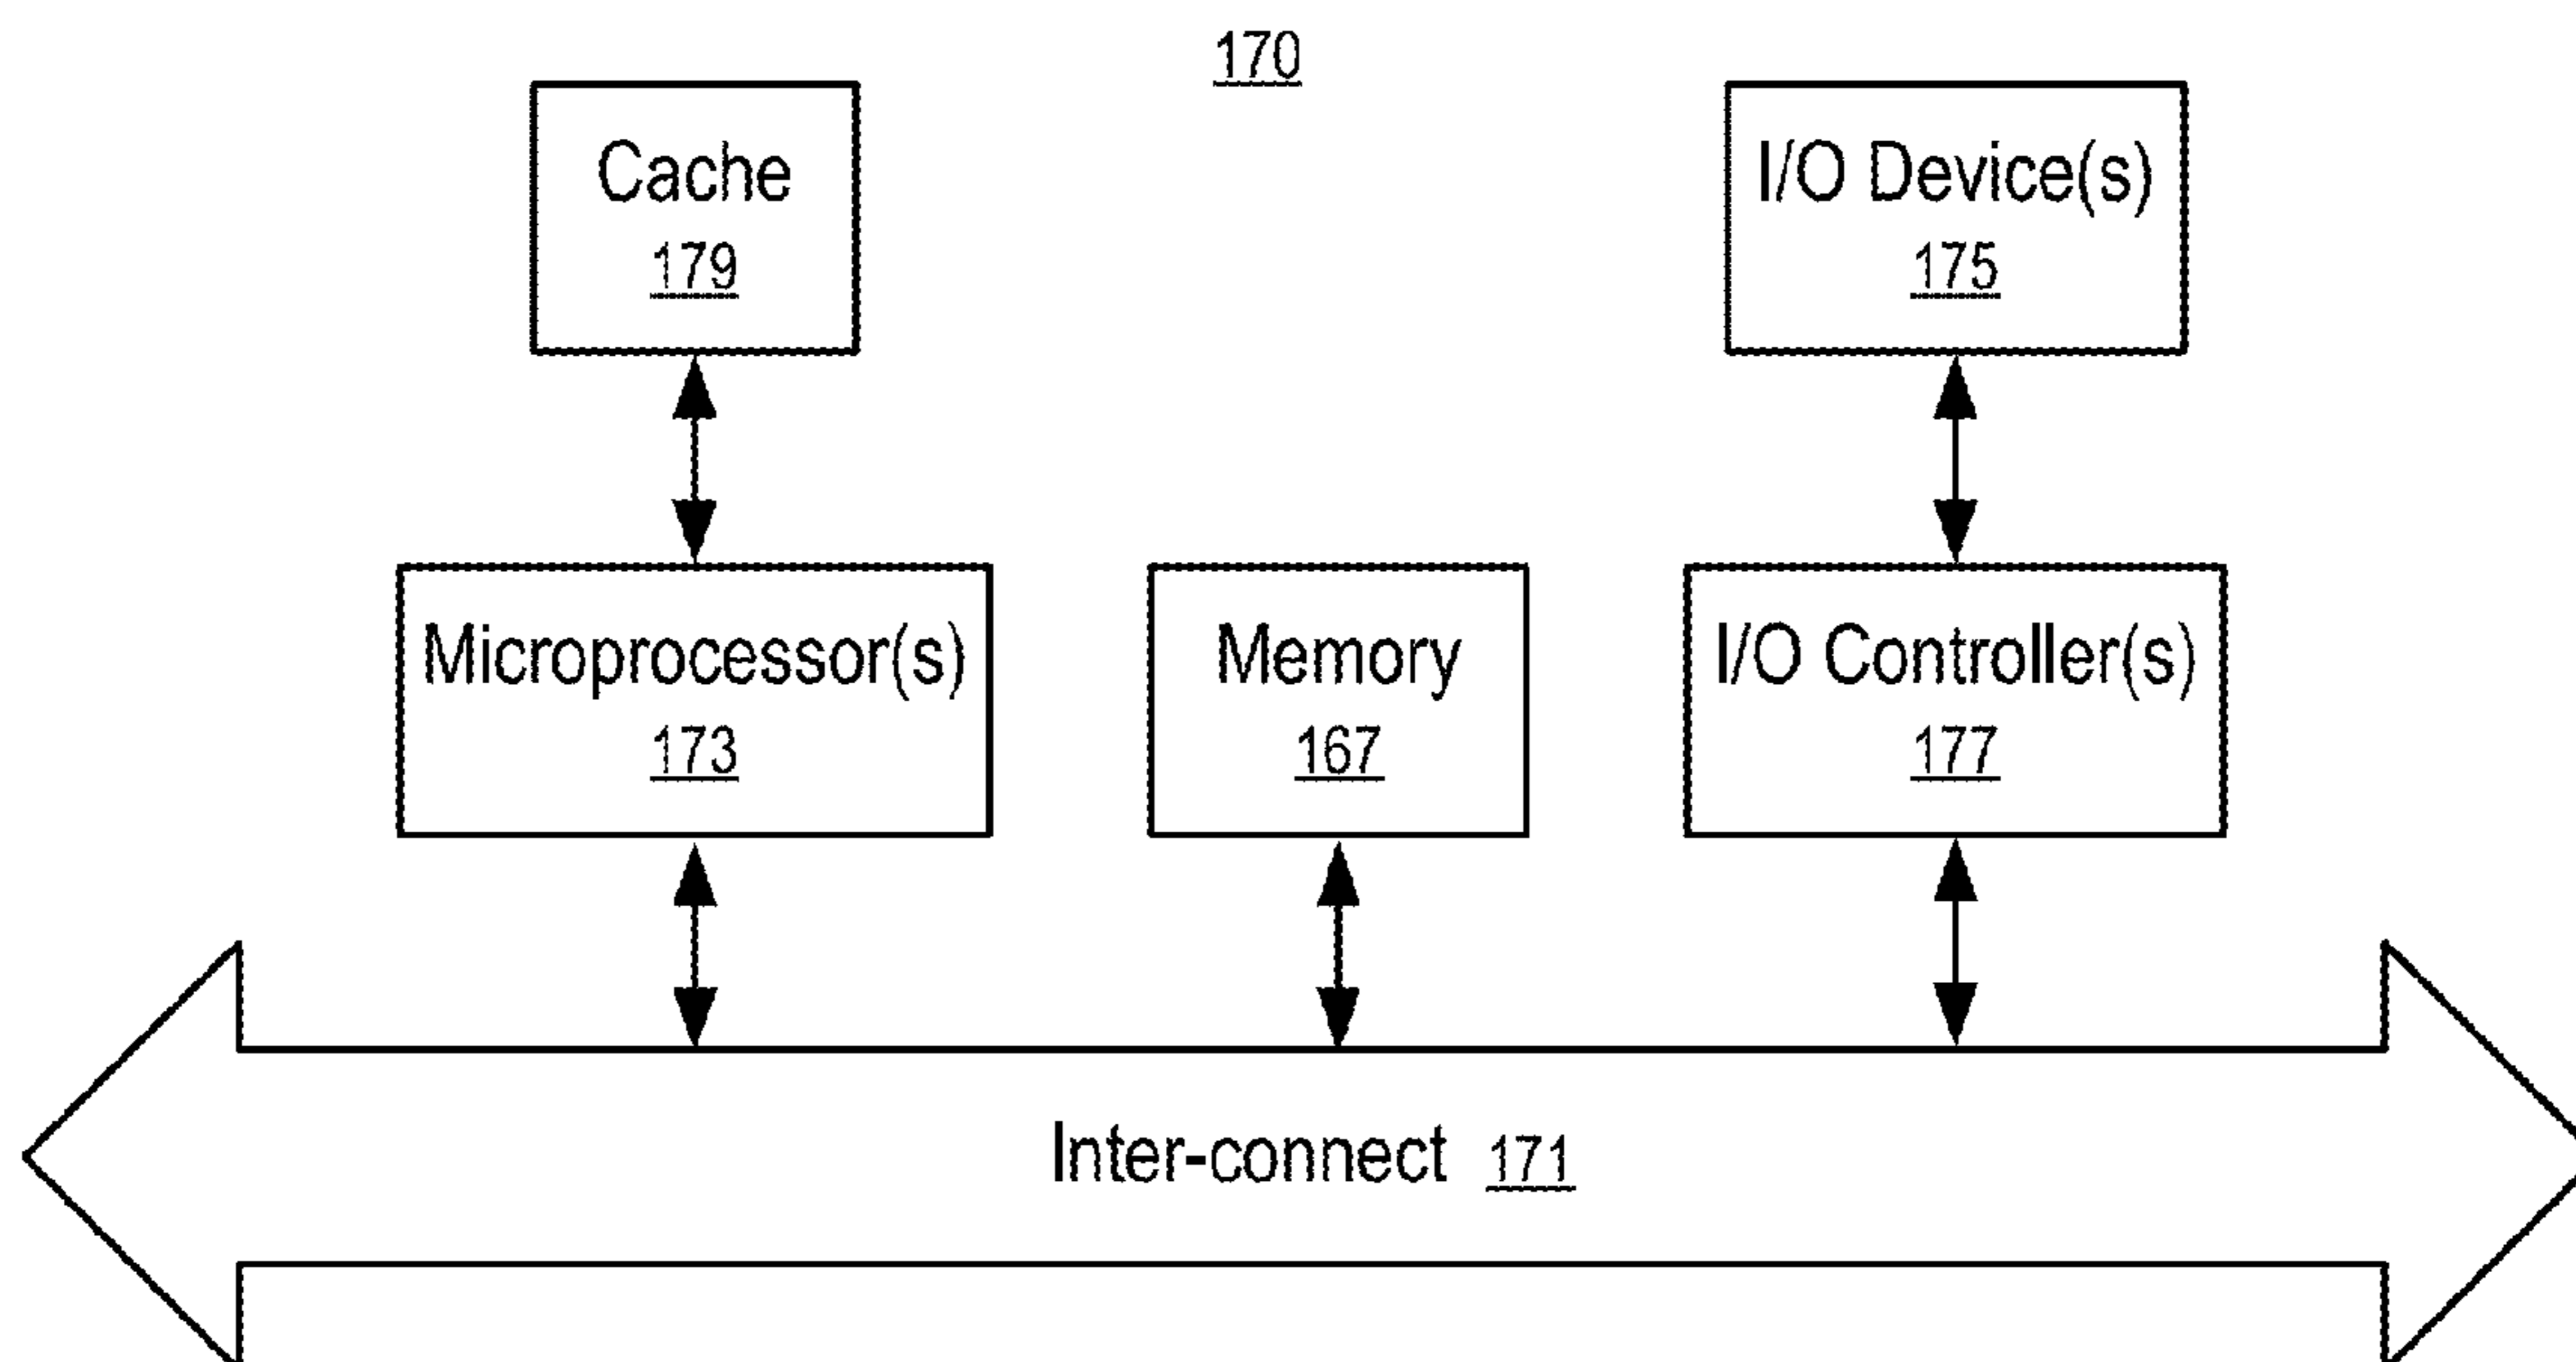 170
Cache
179
I/O Device(s)
175
Microprocessor(s)
173
Memory
167
I/O Controller(s)
177
Inter-connect 171